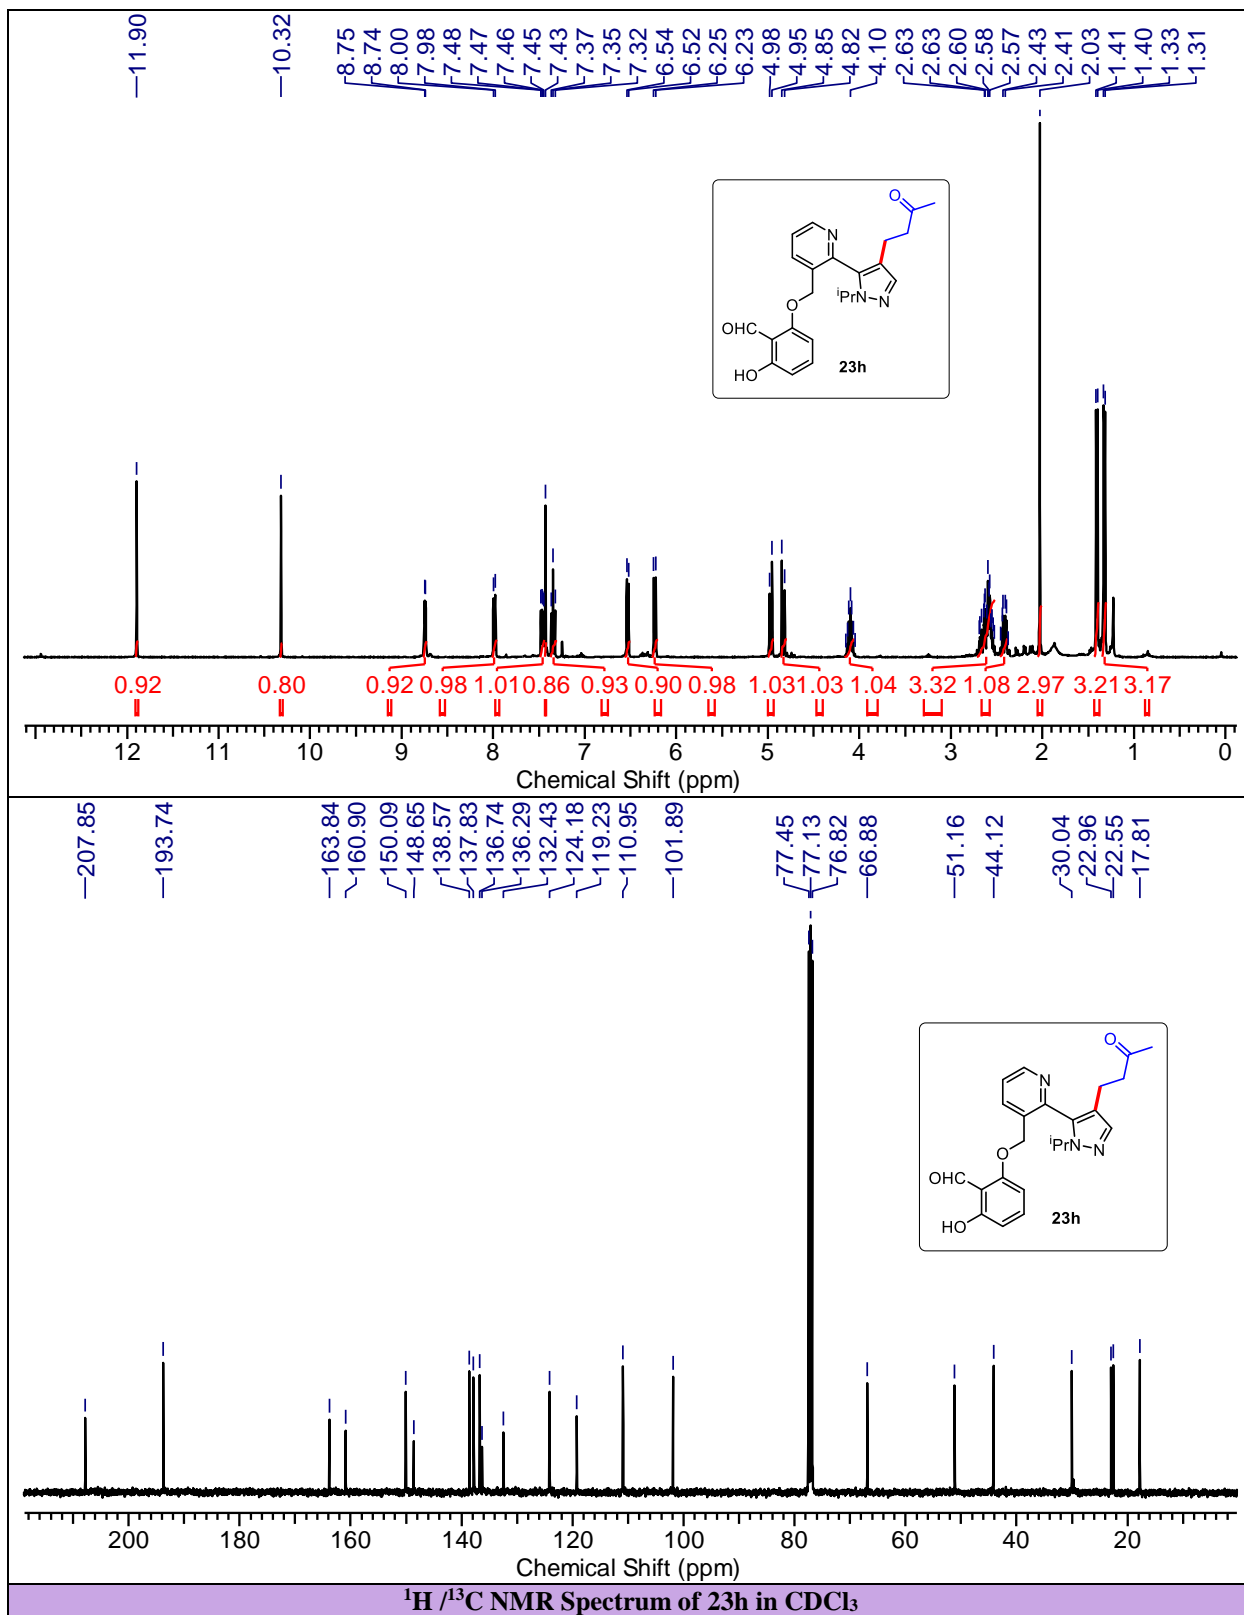 11.90
10.32
8.75
8.74
8.00
7.98
7.48
7.47
7.46
7.45
7.43
7.37
7.35
7.32
6.54
6.52
6.25
6.23
4.98
4.95
4.85
4.82
4.10
2.63
2.63
2.60
2.58
2.57
2.43
2.41
2.03
1.41
1.40
1.33
1.31
O
N
iPr N
N
O
OHC
HO
23h
0.92 0.80 0.92 0.98 1.01 0.86 0.93 0.90 0.98 1.03 1.03 1.04 3.32 1.08 2.97 3.21 3.17
12 11 10 9 8 7 6 5 4 3 2 1 0
Chemical Shift (ppm)
207.85
193.74
163.84
160.90
150.09
148.65
138.57
137.83
136.74
136.29
132.43
124.18
119.23
110.95
101.89
77.45
77.13
76.82
66.88
51.16
44.12
30.04
22.96
22.55
17.81
O
N
iPr N
N
O
OHC
HO
23h
200 180 160 140 120 100 80 60 40 20
Chemical Shift (ppm)
¹H /¹³C NMR Spectrum of 23h in CDCl₃